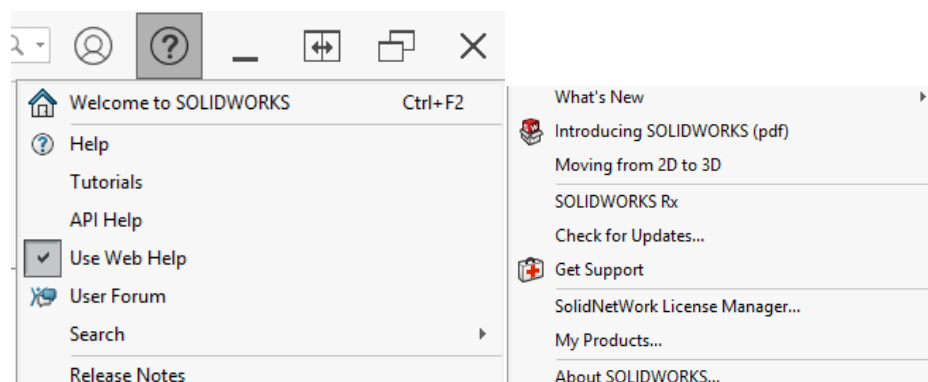 Welcome to SOLIDWORKS Ctrl+F2
Help
Tutorials
API Help
Use Web Help
User Forum
Search
Release Notes
What's New
Introducing SOLIDWORKS (pdf)
Moving from 2D to 3D
SOLIDWORKS Rx
Check for Updates...
Get Support
SolidNetWork License Manager...
My Products...
About SOLIDWORKS...